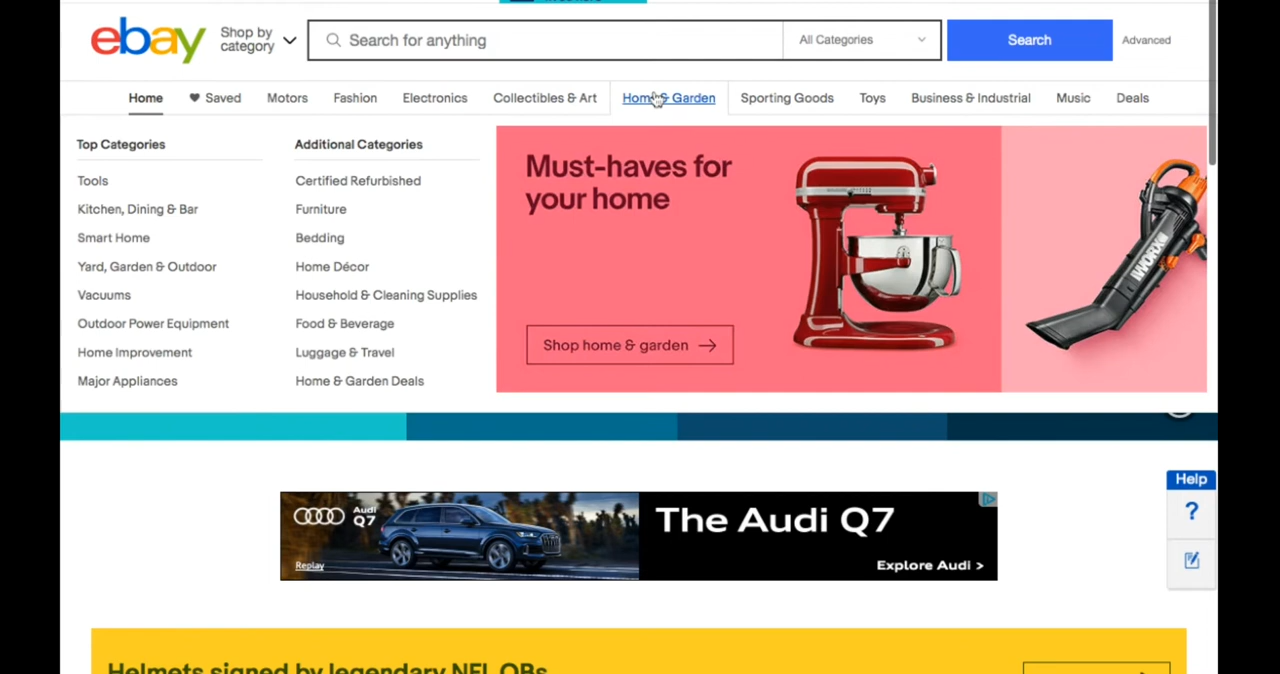 ebay
Shop by
category
Search for anything
All Categories
Search
Advanced
Home
Saved
Motors
Fashion
Electronics
Collectibles & Art
Home & Garden
Sporting Goods
Toys
Business & Industrial
Music
Deals
Top Categories
Tools
Kitchen, Dining & Bar
Smart Home
Yard, Garden & Outdoor
Vacuums
Outdoor Power Equipment
Home Improvement
Major Appliances
Additional Categories
Certified Refurbished
Furniture
Bedding
Home Décor
Household & Cleaning Supplies
Food & Beverage
Luggage & Travel
Home & Garden Deals
Must-haves for
your home
Shop home & garden
WORX
Help
?
Audi
Q7
Replay
The Audi Q7
Explore Audi >
Helmets signed by legendary NFL QBs